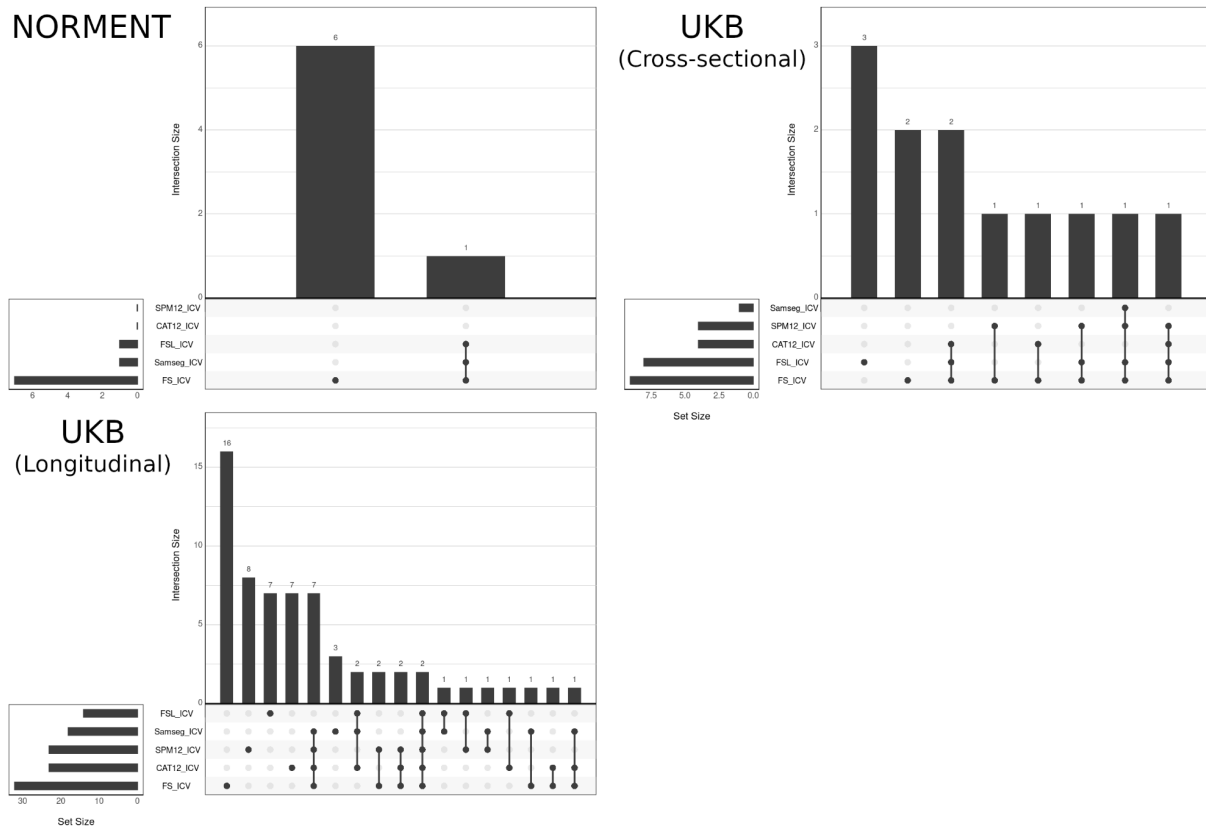 NORMENT
Intersection Size
6
4
2
0
6
1
SPM12_ICV
CAT12_ICV
FSL_ICV
Samseg_ICV
FS_ICV
6 4 2 0
UKB
(Cross-sectional)
Intersection Size
3
2
1
0
3 2 2 1 1 1 1 1
Samseg_ICV
SPM12_ICV
CAT12_ICV
FSL_ICV
FS_ICV
7.5 5.0 2.5 0.0
Set Size
UKB
(Longitudinal)
Intersection Size
15
10
5
0
16 8 7 7 7 3 2 2 2 2 1 1 1 1 1 1 1
FSL_ICV
Samseg_ICV
SPM12_ICV
CAT12_ICV
FS_ICV
30 20 10 0
Set Size